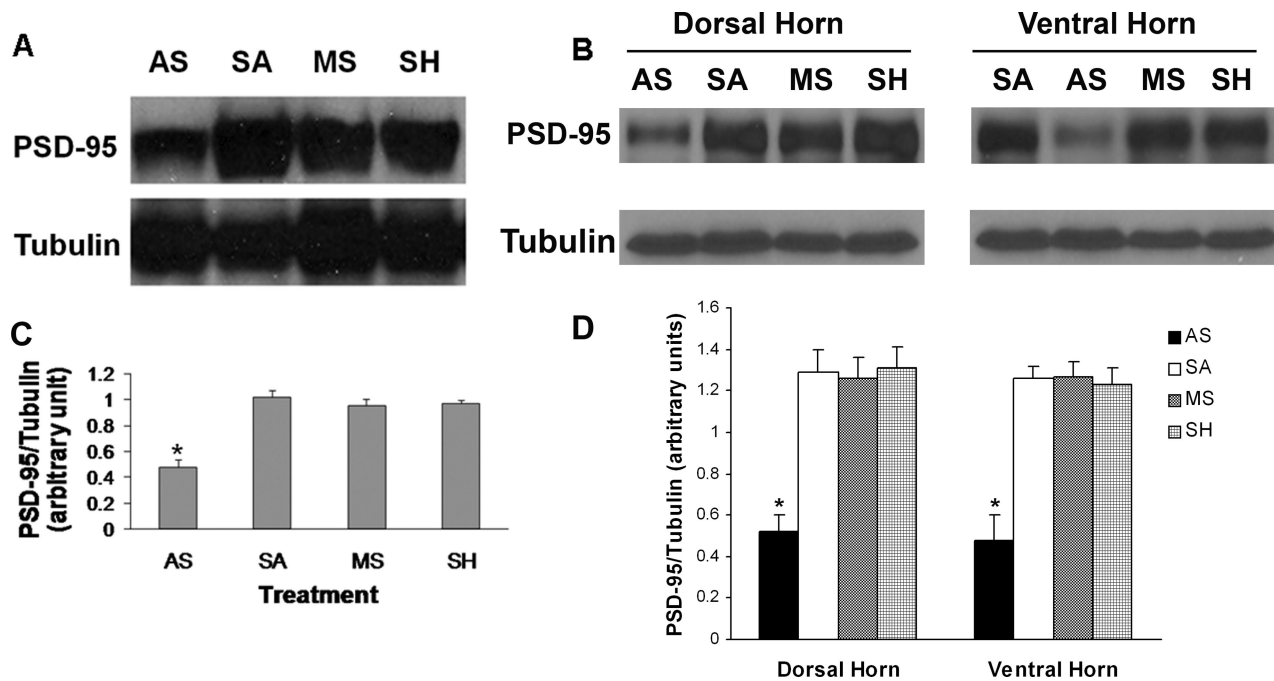 A
AS SA MS SH
PSD-95
Tubulin
B
Dorsal Horn Ventral Horn
AS SA MS SH SA AS MS SH
PSD-95
Tubulin
C
PSD-95/Tubulin
(arbitrary unit)
1.2
1
0.8
0.6
0.4
0.2
0
*
AS SA MS SH
Treatment
D
PSD-95/Tubulin (arbitrary units)
1.6
1.4
1.2
1
0.8
0.6
0.4
0.2
0
* *
Dorsal Horn Ventral Horn
AS
SA
MS
SH